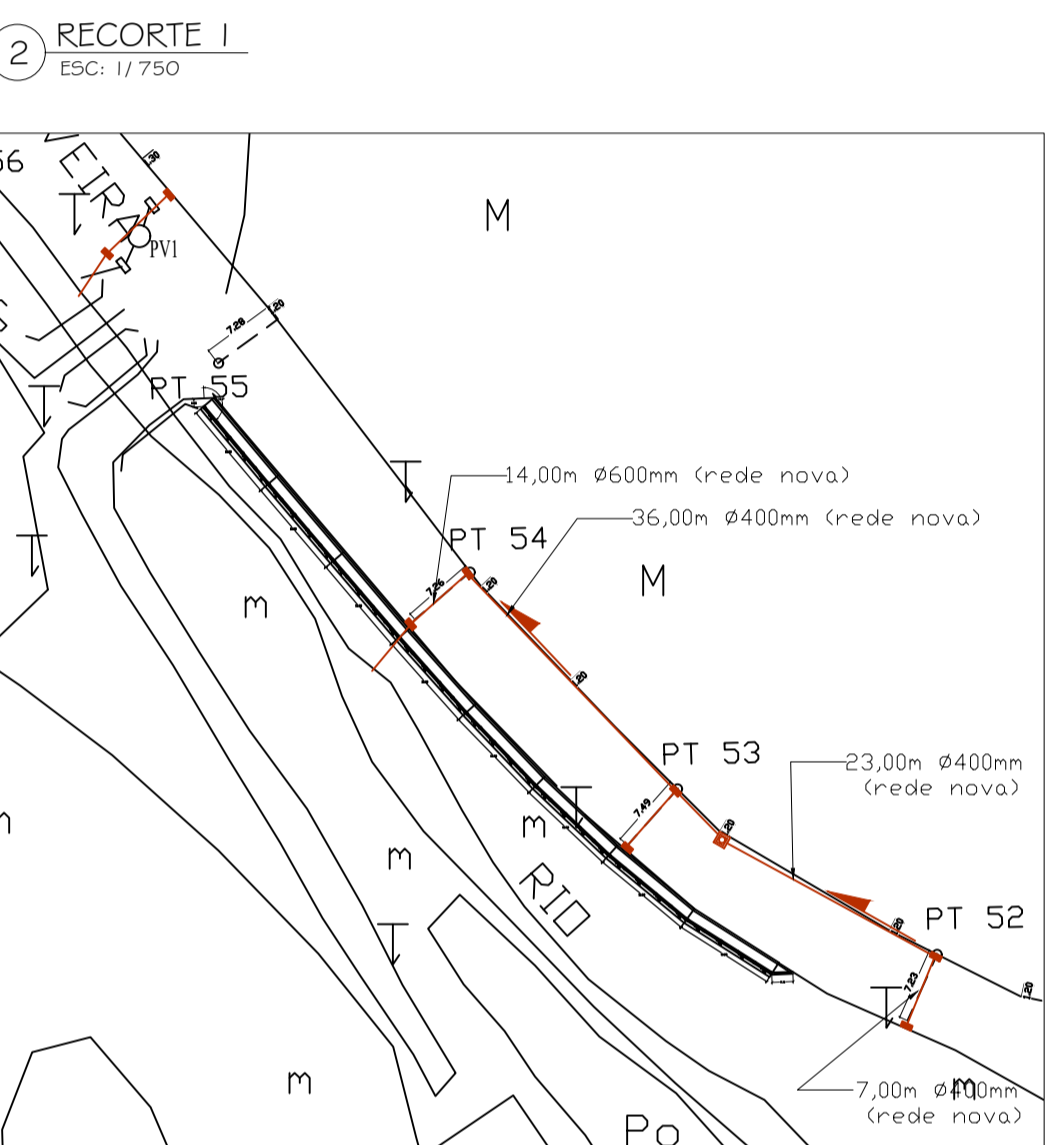 2
RECORTE 1
ESC: 1/750
56
VEIRA
M
PV1
7.28
.20
PT 55
14,00m Ø600mm (rede nova)
36,00m Ø400mm (rede nova)
PT 54
7.26
.20
M
m
.20
PT 53
23,00m Ø400mm
(rede nova)
7.49
.20
m
m
RIO
PT 52
.20
7.23
.20
m
7,00m Ø400mm
m
(rede nova)
Po